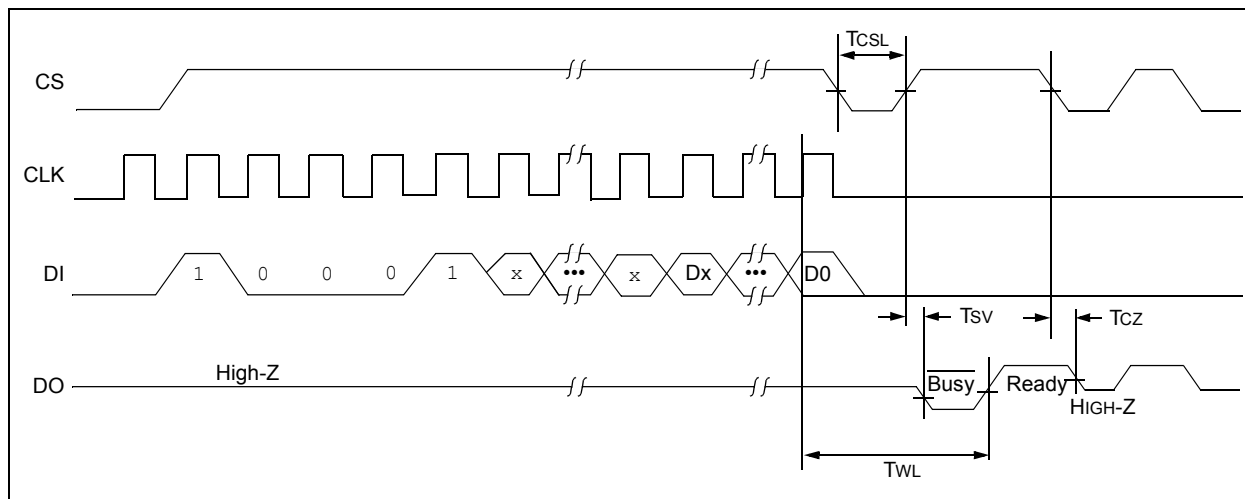 TCSL
CS
CLK
DI 1 0 0 0 1 x ••• x Dx ••• D0
TSV TCZ
DO High-Z Busy Ready
HIGH-Z
TWL